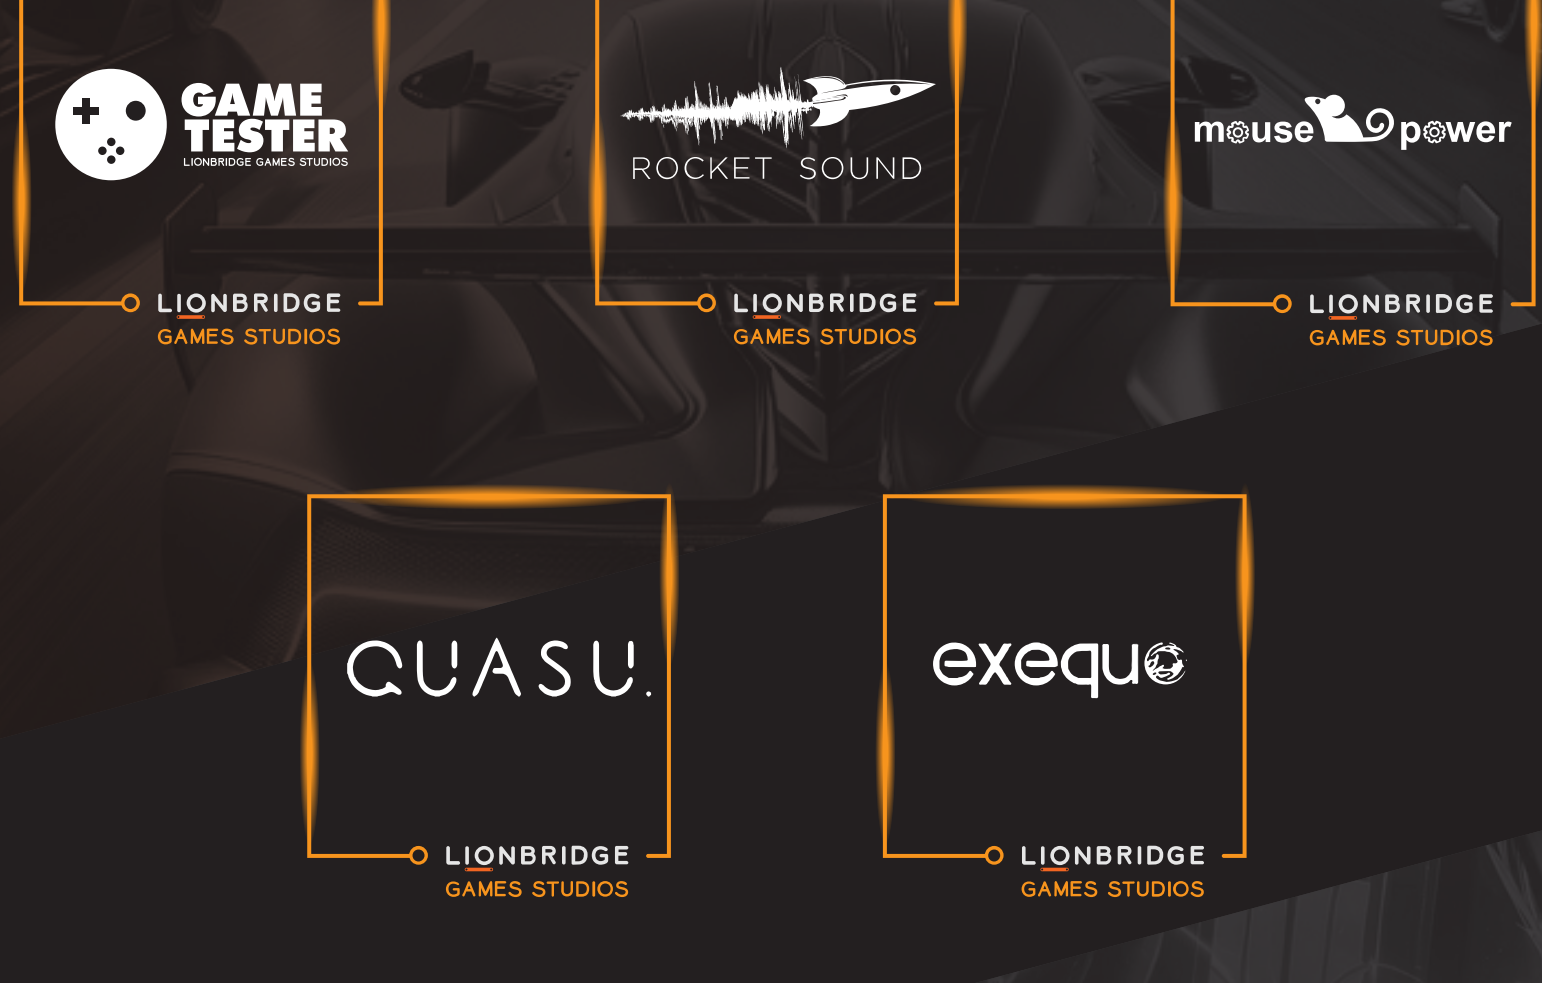 GAME
TESTER
LIONBRIDGE GAMES STUDIOS
ROCKET SOUND
mouse power
LIONBRIDGE
GAMES STUDIOS
LIONBRIDGE
GAMES STUDIOS
LIONBRIDGE
GAMES STUDIOS
QUASU.
exequo
LIONBRIDGE
GAMES STUDIOS
LIONBRIDGE
GAMES STUDIOS